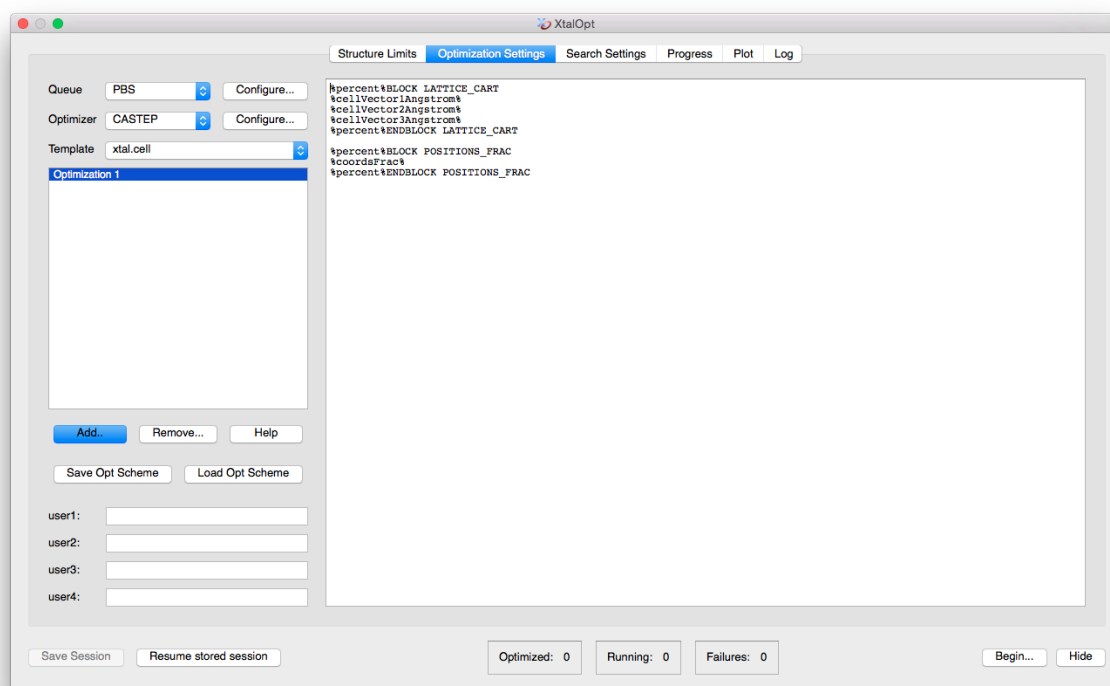 XtalOpt
Structure Limits
Optimization Settings
Search Settings
Progress
Plot
Log
Queue
PBS
Configure...
Optimizer
CASTEP
Configure...
Template
xtal.cell
Optimization 1
Add..
Remove...
Help
Save Opt Scheme
Load Opt Scheme
user1:
user2:
user3:
user4:
%percent%BLOCK LATTICE_CART
%cellVector1Angstrom%
%cellVector2Angstrom%
%cellVector3Angstrom%
%percent%ENDBLOCK LATTICE_CART
%percent%BLOCK POSITIONS_FRAC
%coordsFrac%
%percent%ENDBLOCK POSITIONS_FRAC
Save Session
Resume stored session
Optimized: 0
Running: 0
Failures: 0
Begin...
Hide